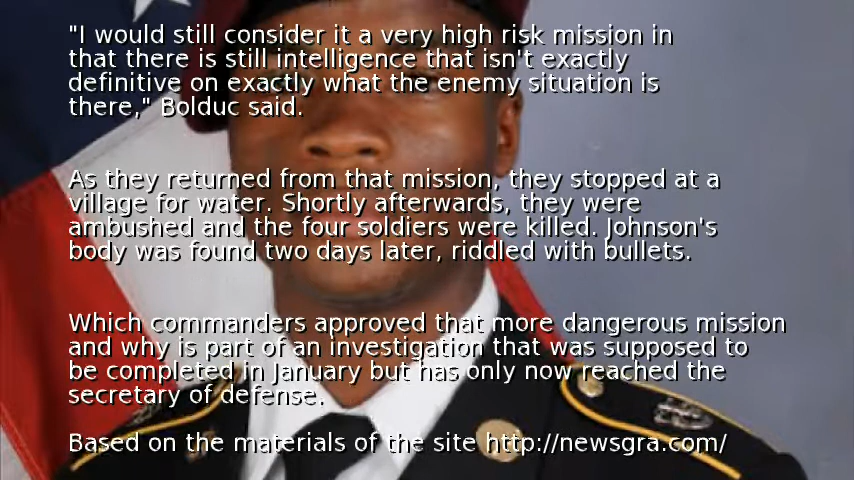 "I would still consider it a very high risk mission in
that there is still intelligence that isn't exactly
definitive on exactly what the enemy situation is
there," Bolduc said.
As they returned from that mission, they stopped at a
village for water. Shortly afterwards, they were
ambushed and the four soldiers were killed. Johnson's
body was found two days later, riddled with bullets.
Which commanders approved that more dangerous mission
and why is part of an investigation that was supposed to
be completed in January but has only now reached the
secretary of defense.
Based on the materials of the site http://newsgra.com/